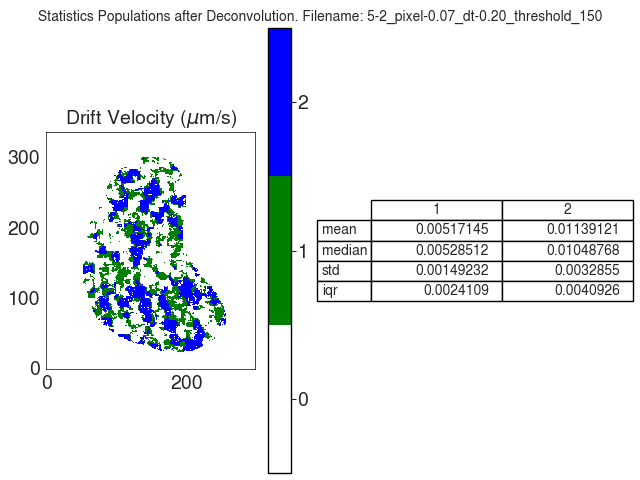 Statistics Populations after Deconvolution. Filename: 5-2_pixel-0.07_dt-0.20_threshold_150
Drift Velocity (μm/s)
300
200
100
0
0 200
2
1
0
1 2
mean 0.00517145 0.01139121
median 0.00528512 0.01048768
std 0.00149232 0.0032855
iqr 0.0024109 0.0040926